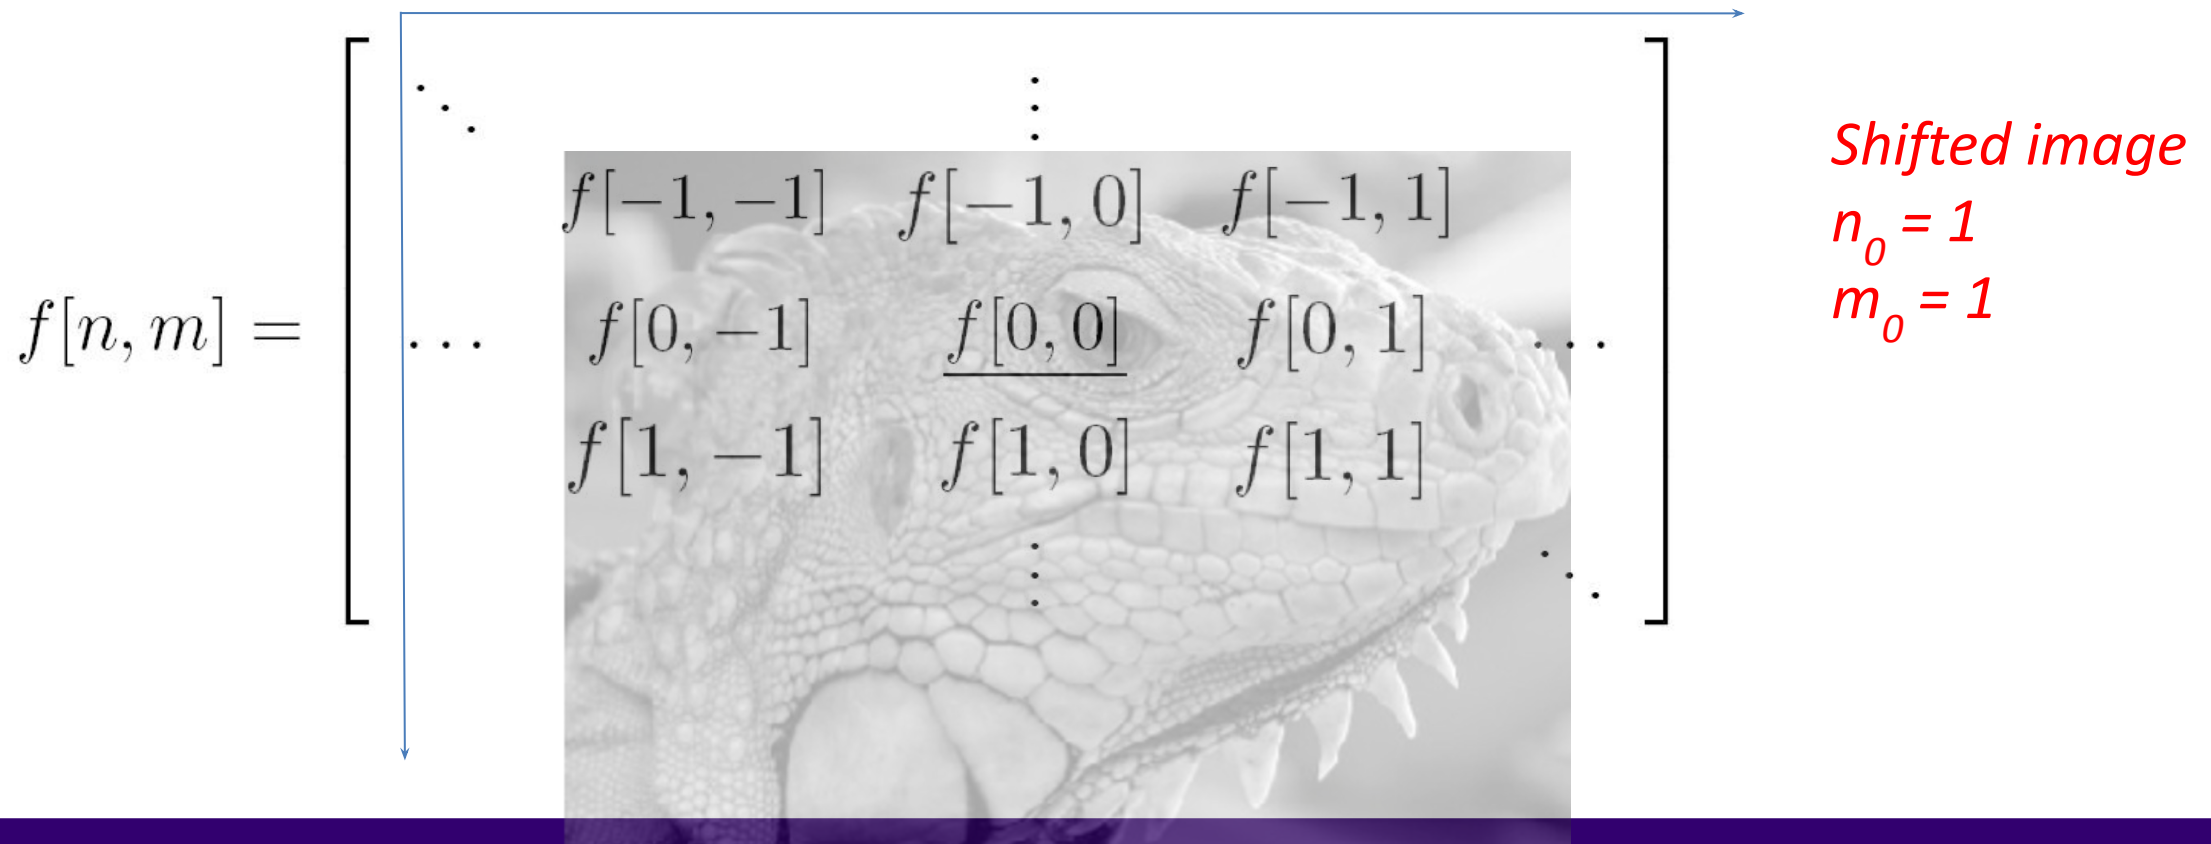 f[n, m] =
⋱ ⋮
f[−1, −1] f[−1, 0] f[−1, 1]
… f[0, −1] f[0, 0] f[0, 1] …
f[1, −1] f[1, 0] f[1, 1]
⋮ ⋱
Shifted image
n₀ = 1
m₀ = 1